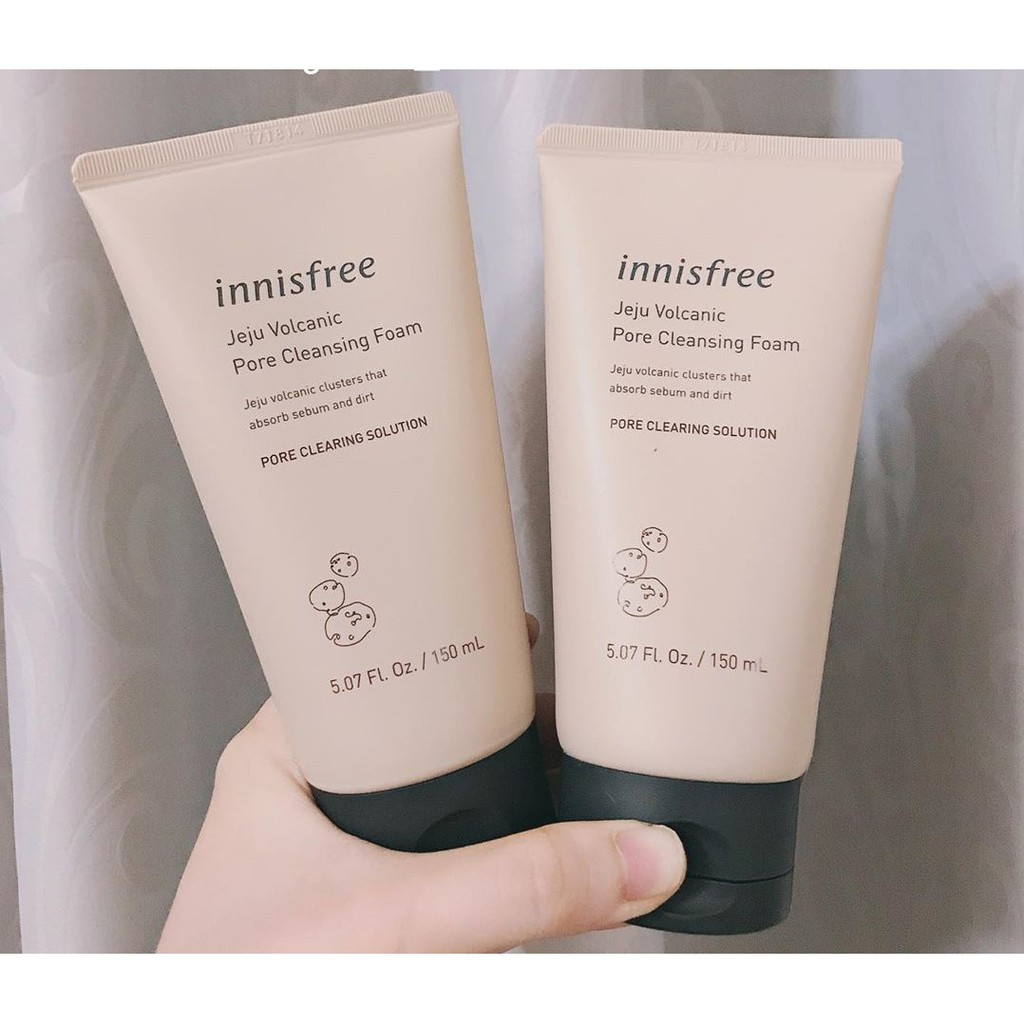 innisfree
Jeju Volcanic
Pore Cleansing Foam
Jeju volcanic clusters that
absorb sebum and dirt
PORE CLEARING SOLUTION
5.07 Fl. Oz. / 150 mL
innisfree
Jeju Volcanic
Pore Cleansing Foam
Jeju volcanic clusters that
absorb sebum and dirt
PORE CLEARING SOLUTION
5.07 Fl. Oz. / 150 mL